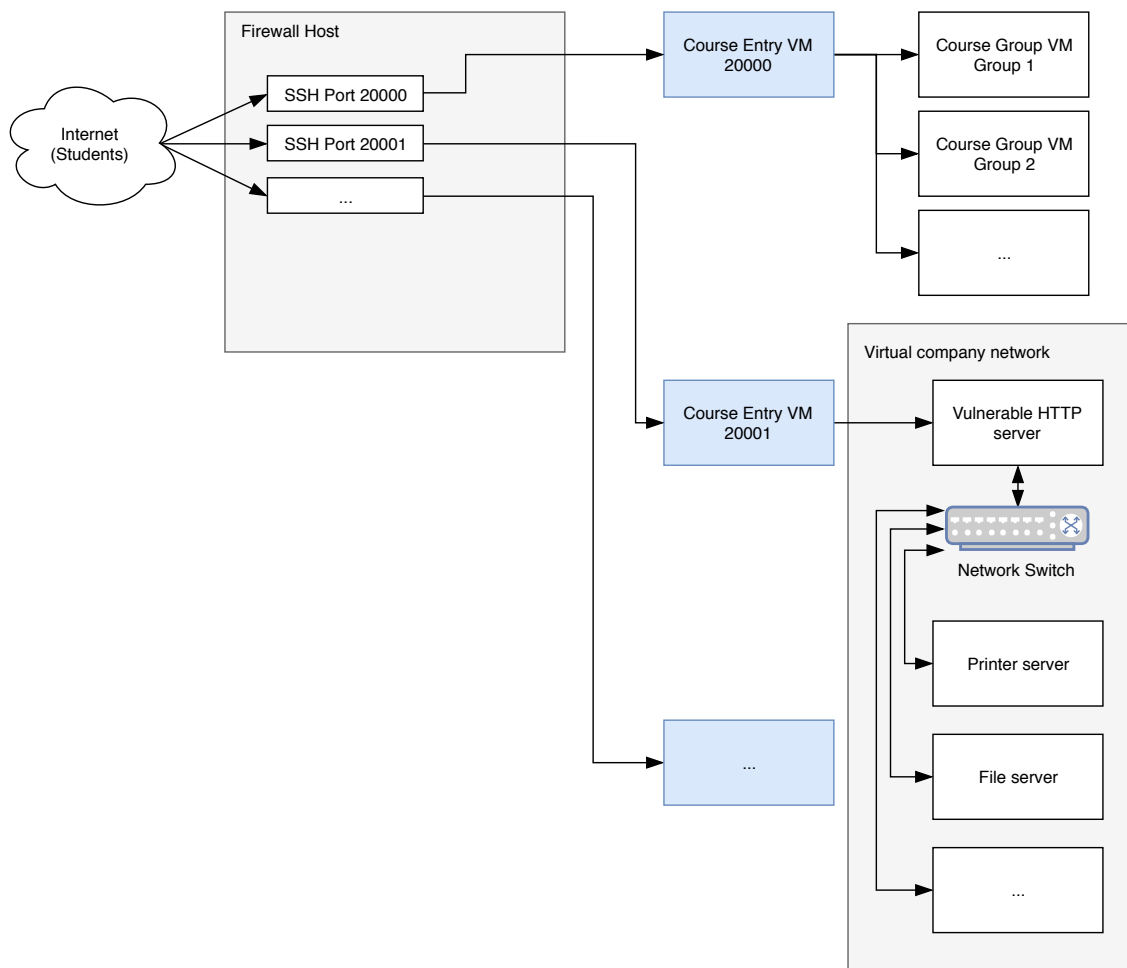 Firewall Host
Course Entry VM
20000
Course Group VM
Group 1
SSH Port 20000
Internet
(Students)
SSH Port 20001
...
Course Group VM
Group 2
...
Virtual company network
Course Entry VM
20001
Vulnerable HTTP
server
Network Switch
Printer server
...
File server
...